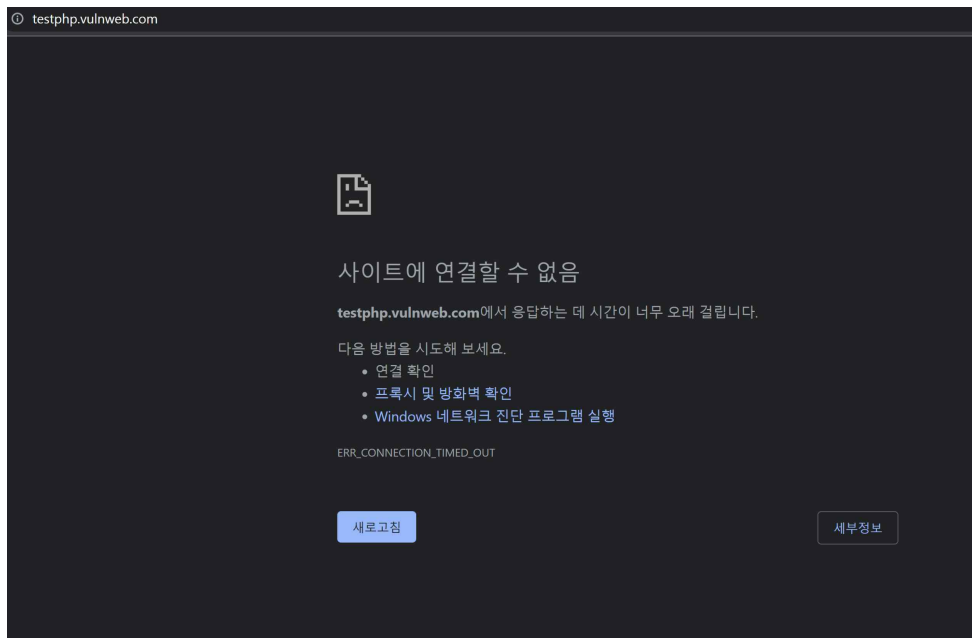 testphp.vulnweb.com
사이트에 연결할 수 없음
testphp.vulnweb.com에서 응답하는 데 시간이 너무 오래 걸립니다.
다음 방법을 시도해 보세요.
• 연결 확인
• 프록시 및 방화벽 확인
• Windows 네트워크 진단 프로그램 실행
ERR_CONNECTION_TIMED_OUT
새로고침
세부정보